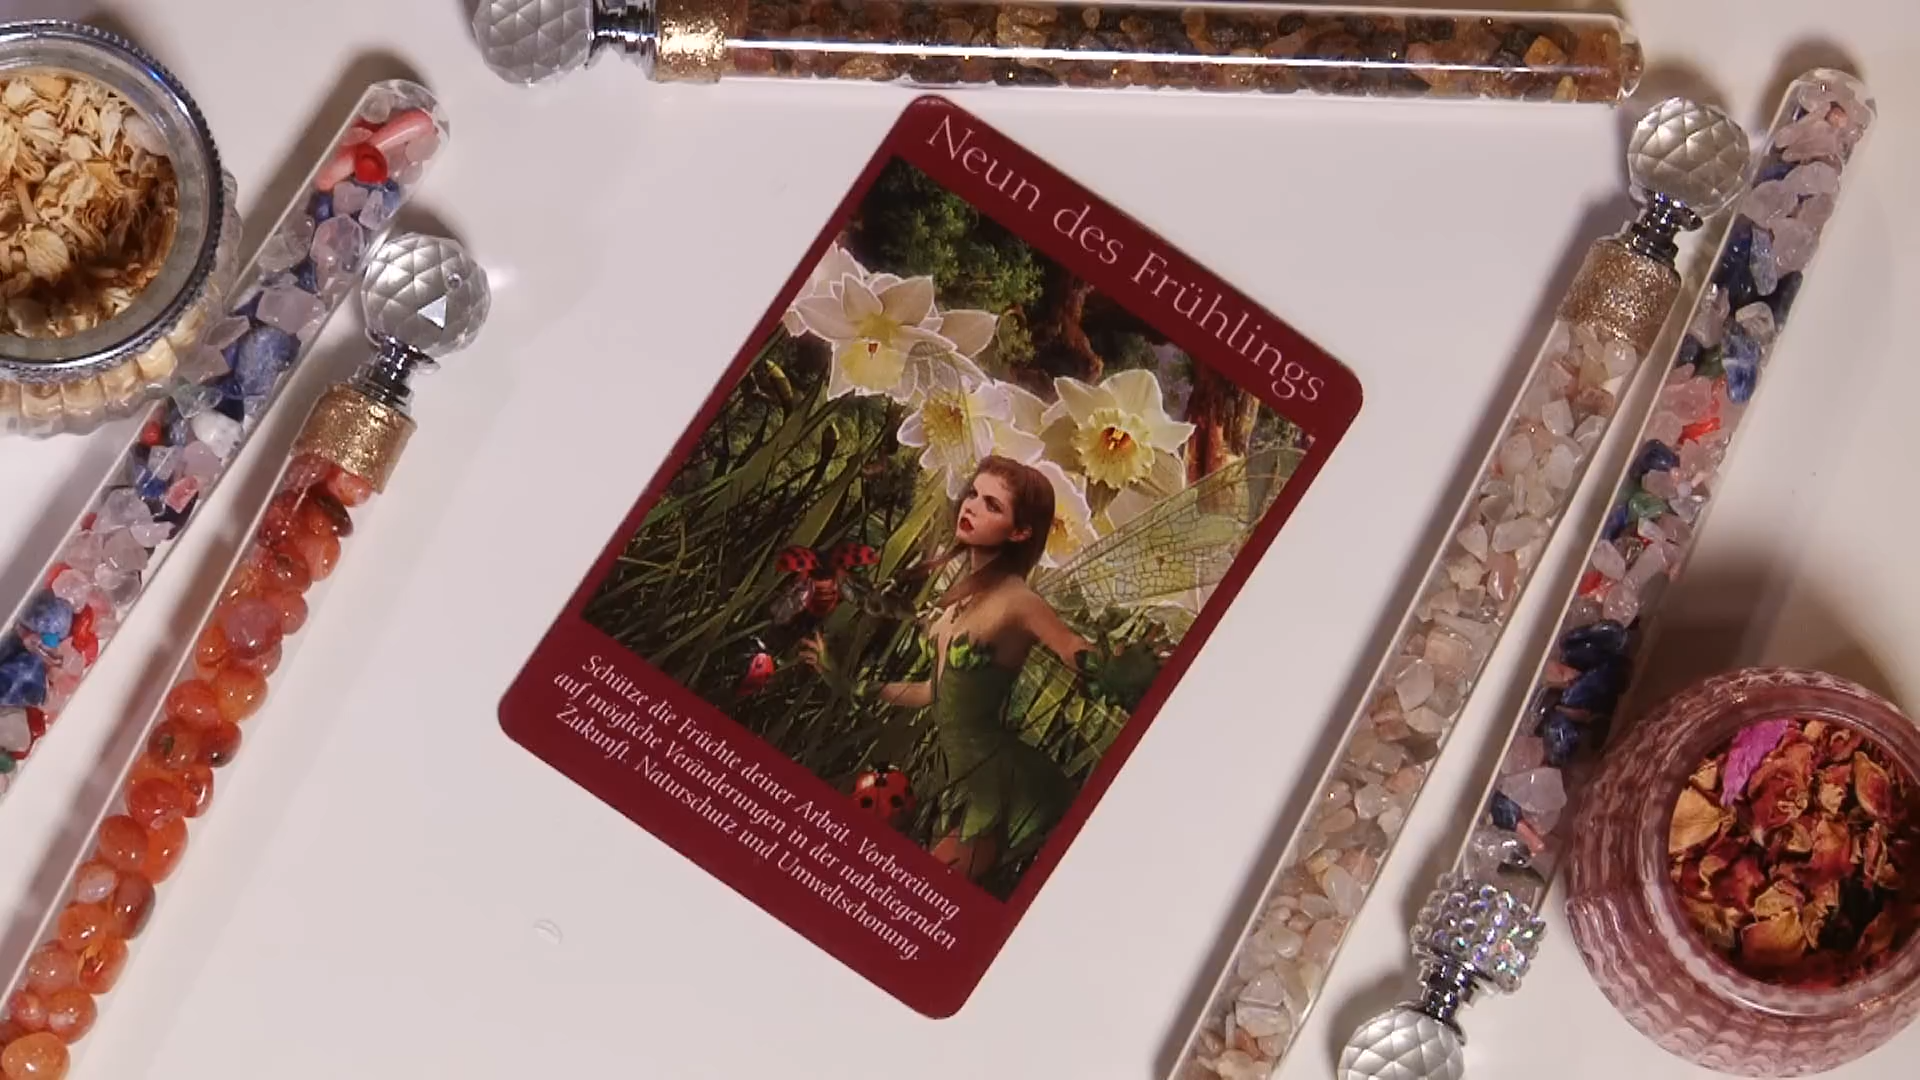 Neun des Frühlings
Schütze die Früchte deiner Arbeit. Vorbereitung
auf mögliche Veränderungen in der naheliegenden
Zukunft. Naturschutz und Umweltschonung.